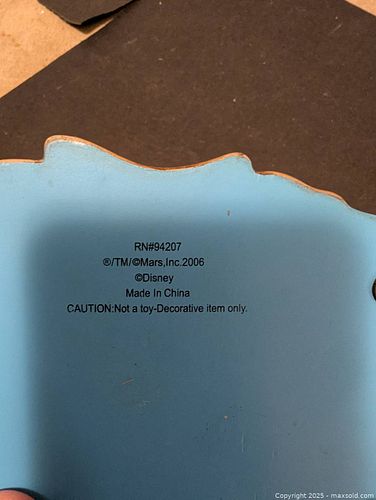 RN#94207
®/TM/©Mars,Inc.2006
©Disney
Made In China
CAUTION:Not a toy-Decorative item only.
Copyright 2025 - maxsold.com